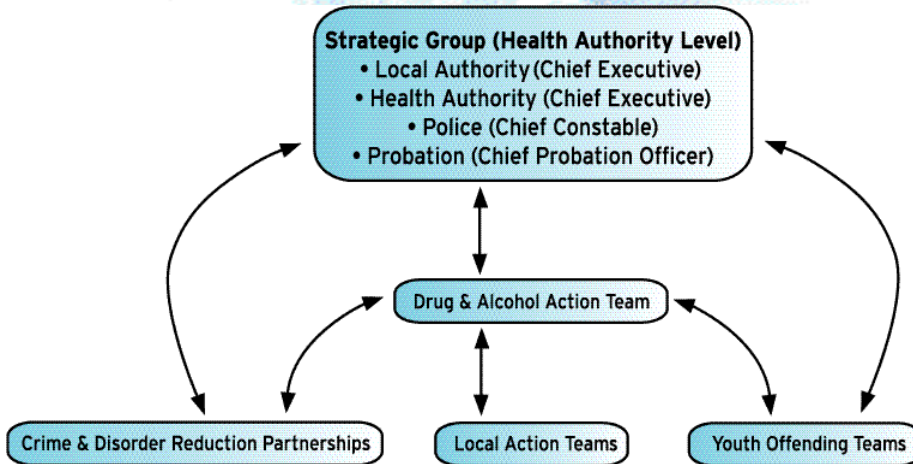 Strategic Group (Health Authority Level)
• Local Authority (Chief Executive)
• Health Authority (Chief Executive)
• Police (Chief Constable)
• Probation (Chief Probation Officer)
Drug & Alcohol Action Team
Crime & Disorder Reduction Partnerships
Local Action Teams
Youth Offending Teams